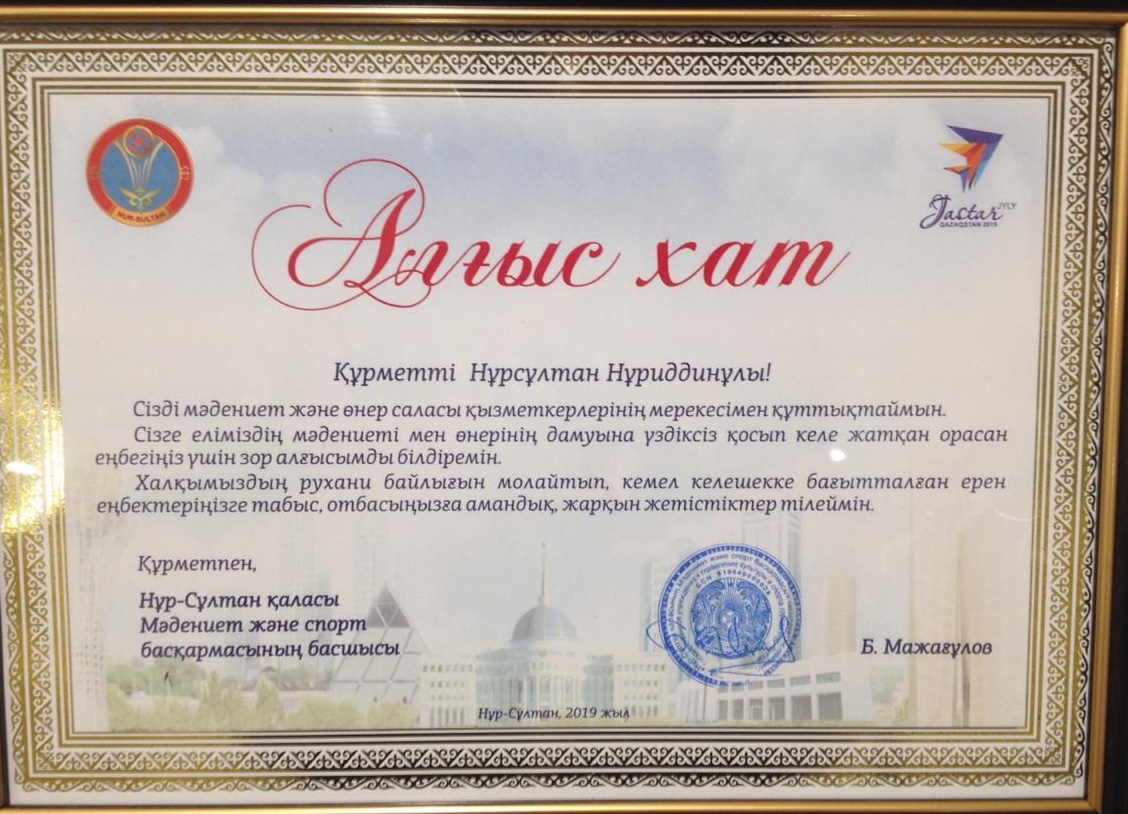 NUR-SULTAN
Jastar JYLY
QAZAQSTAN 2019
Алғыс хат
Құрметті Нұрсұлтан Нұриддинұлы!
Сізді мәдениет және өнер саласы қызметкерлерінің мерекесімен құттықтаймын.
Сізге еліміздің мәдениеті мен өнерінің дамуына үздіксіз қосып келе жатқан орасан
еңбегіңіз үшін зор алғысымды білдіремін.
Халқымыздың рухани байлығын молайтып, кемел келешекке бағытталған ерен
еңбектеріңізге табыс, отбасыңызға амандық, жарқын жетістіктер тілеймін.
Құрметпен,
Нұр-Сұлтан қаласы
Мәдениет және спорт
басқармасының басшысы
Б. Мажағұлов
Нұр-Сұлтан, 2019 жыл